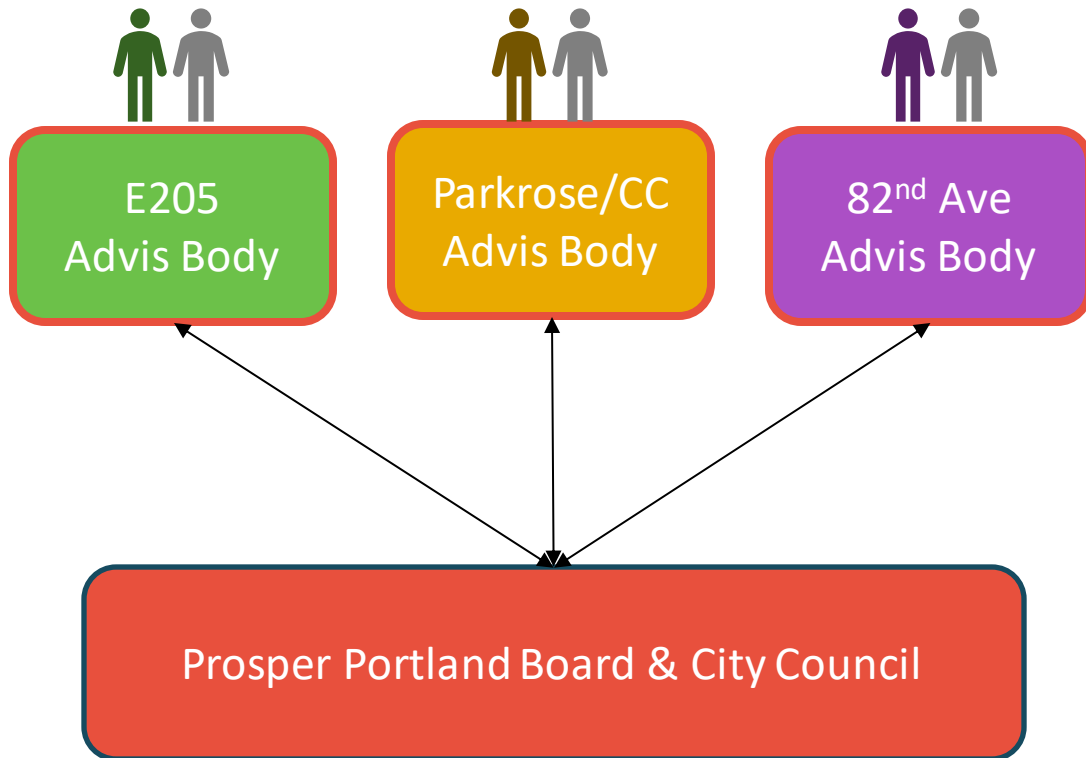 E205
Advis Body
Parkrose/CC
Advis Body
82nd Ave
Advis Body
Prosper Portland Board & City Council